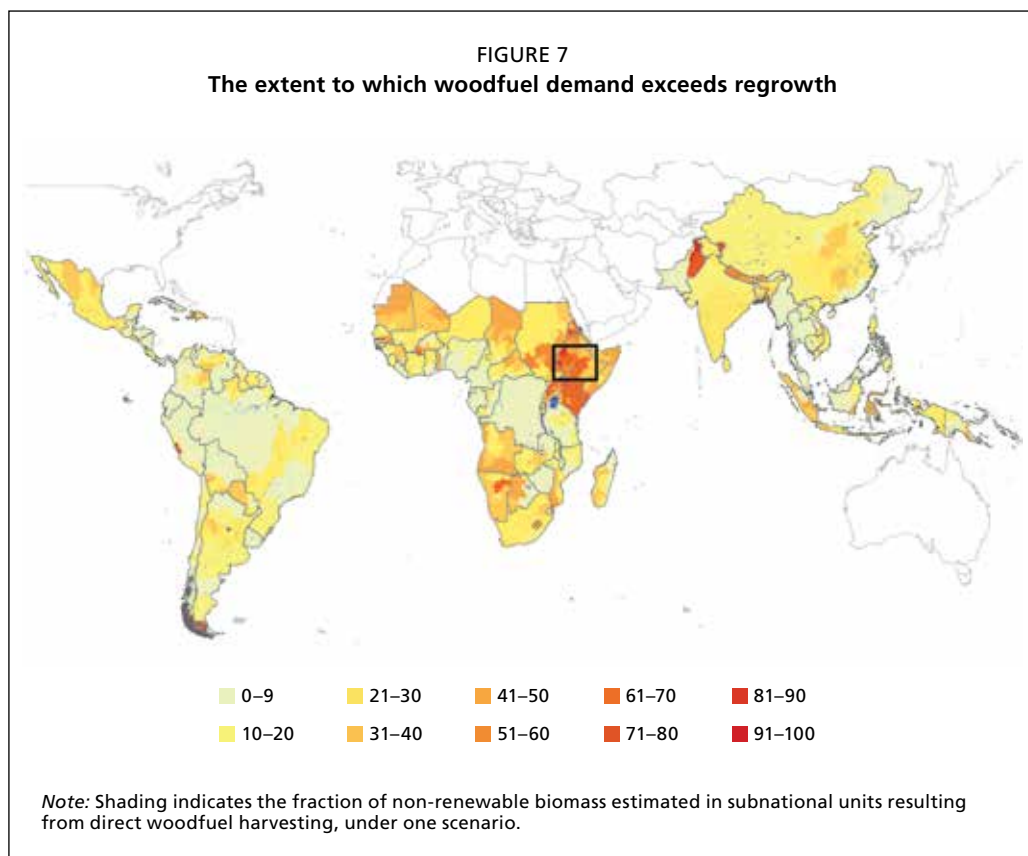 FIGURE 7
The extent to which woodfuel demand exceeds regrowth
0–9 21–30 41–50 61–70 81–90
10–20 31–40 51–60 71–80 91–100
Note: Shading indicates the fraction of non-renewable biomass estimated in subnational units resulting
from direct woodfuel harvesting, under one scenario.